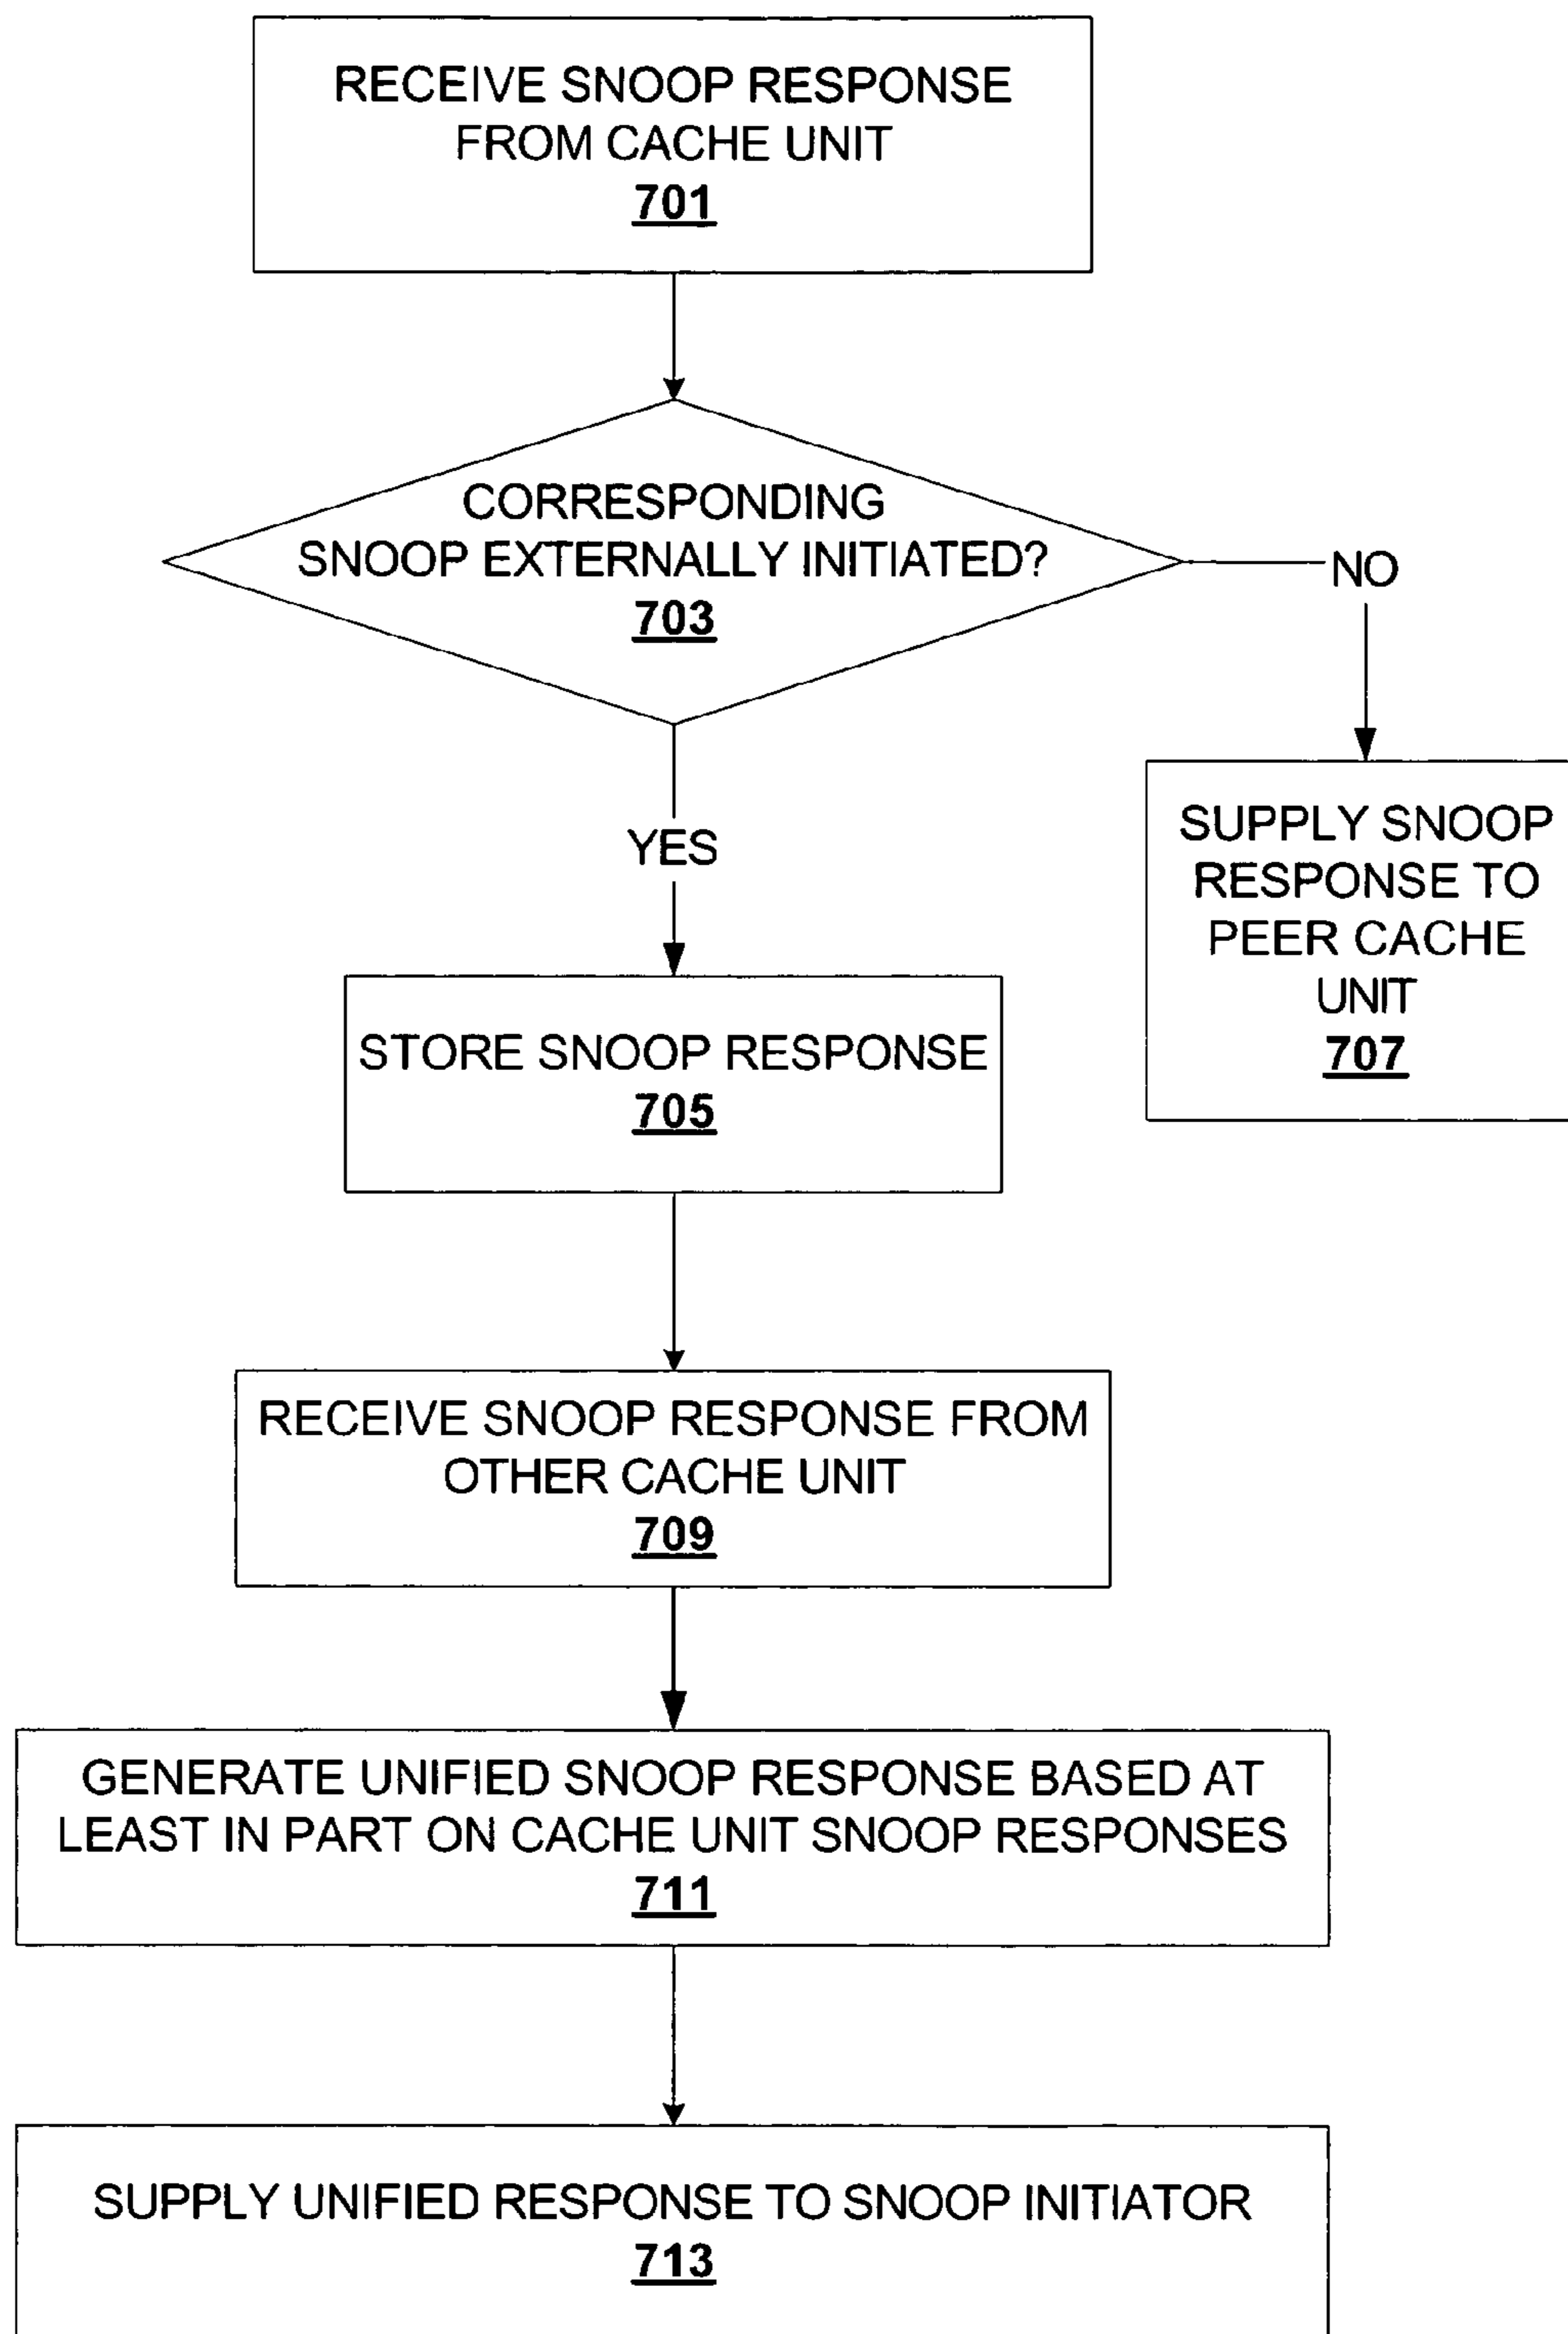 RECEIVE SNOOP RESPONSE
FROM CACHE UNIT
701
CORRESPONDING
SNOOP EXTERNALLY INITIATED?
703
NO
YES
SUPPLY SNOOP
RESPONSE TO
PEER CACHE
UNIT
707
STORE SNOOP RESPONSE
705
RECEIVE SNOOP RESPONSE FROM
OTHER CACHE UNIT
709
GENERATE UNIFIED SNOOP RESPONSE BASED AT
LEAST IN PART ON CACHE UNIT SNOOP RESPONSES
711
SUPPLY UNIFIED RESPONSE TO SNOOP INITIATOR
713